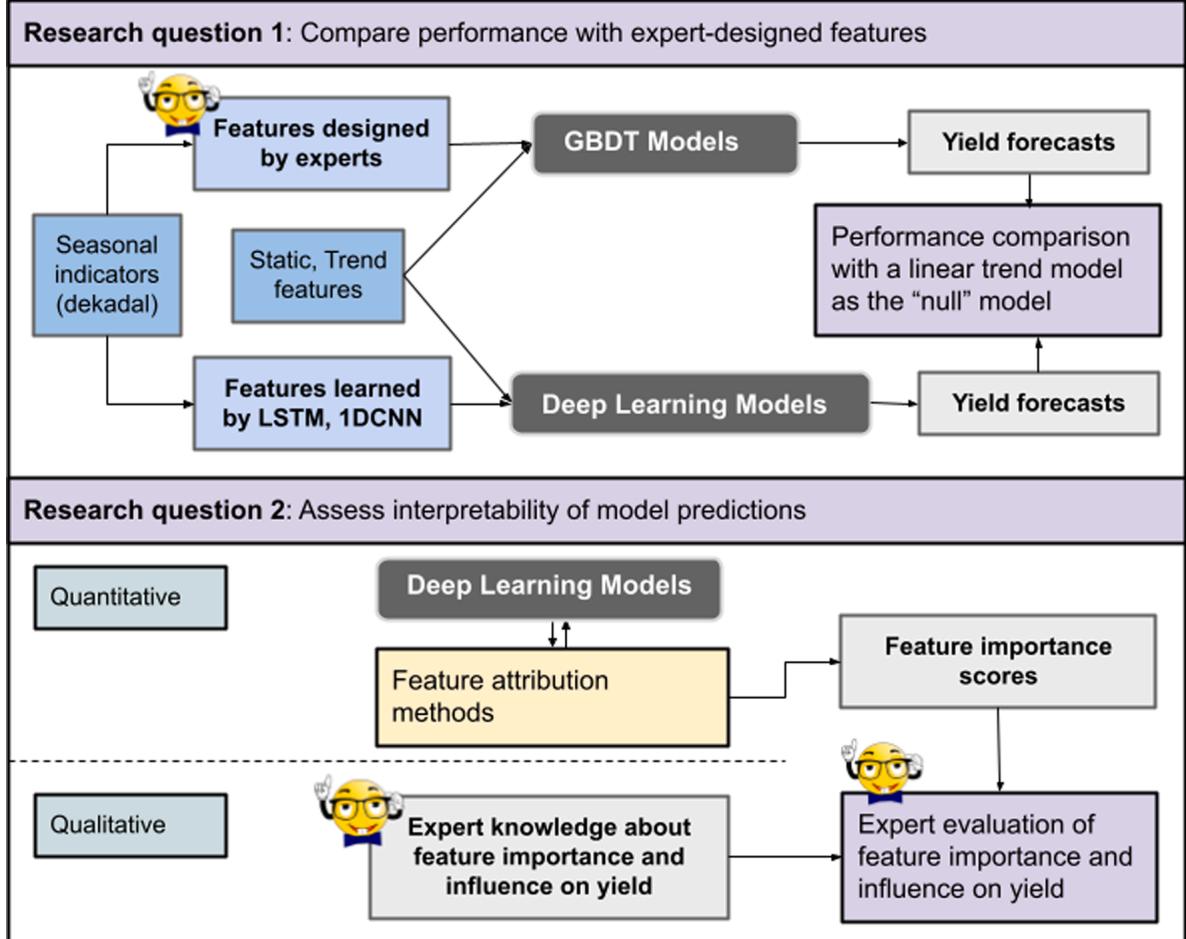 Research question 1: Compare performance with expert-designed features
Features designed
by experts
GBDT Models
Yield forecasts
Seasonal
indicators
(dekadal)
Static, Trend
features
Performance comparison
with a linear trend model
as the “null” model
Features learned
by LSTM, 1DCNN
Deep Learning Models
Yield forecasts
Research question 2: Assess interpretability of model predictions
Quantitative
Deep Learning Models
Feature attribution
methods
Feature importance
scores
Qualitative
Expert knowledge about
feature importance and
influence on yield
Expert evaluation of
feature importance and
influence on yield